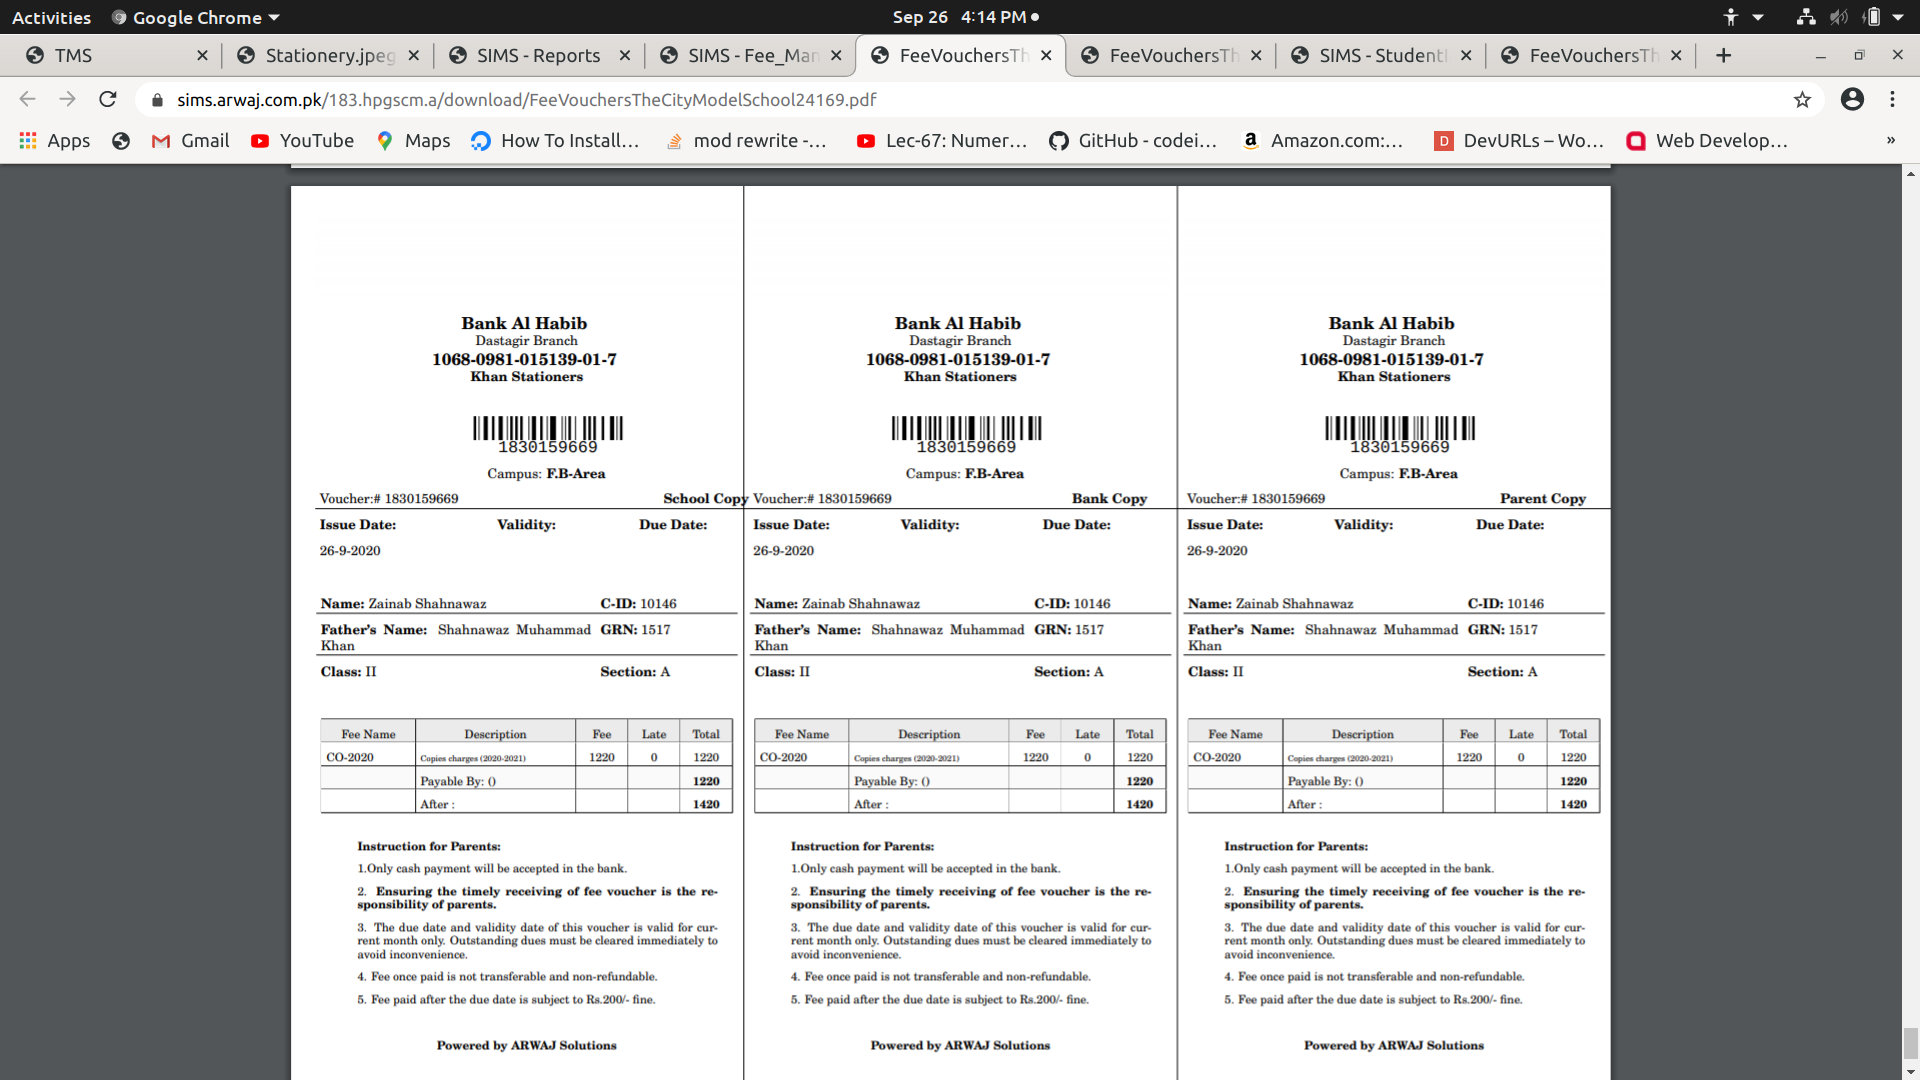 Activities
Google Chrome
Sep 26 4:14 PM
TMS
Stationery.jpeg
SIMS - Reports
SIMS - Fee_Man
FeeVouchersTh
FeeVouchersTh
SIMS - Student
FeeVouchersTh
sims.arwaj.com.pk/183.hpgscm.a/download/FeeVouchersTheCityModelSchool24169.pdf
Apps
Gmail
YouTube
Maps
How To Install...
mod rewrite -...
Lec-67: Numer...
GitHub - codei...
Amazon.com:...
DevURLs – Wo...
Web Develop...
»
Bank Al Habib
Dastagir Branch
1068-0981-015139-01-7
Khan Stationers
1830159669
Campus: F.B-Area
Voucher:# 1830159669 School Copy
Issue Date: Validity: Due Date:
26-9-2020
Name: Zainab Shahnawaz C-ID: 10146
Father's Name: Shahnawaz Muhammad GRN: 1517
Khan
Class: II Section: A
Fee Name Description Fee Late Total
CO-2020 Copies charges (2020-2021) 1220 0 1220
Payable By: () 1220
After : 1420
Instruction for Parents:
1.Only cash payment will be accepted in the bank.
2. Ensuring the timely receiving of fee voucher is the re-
sponsibility of parents.
3. The due date and validity date of this voucher is valid for cur-
rent month only. Outstanding dues must be cleared immediately to
avoid inconvenience.
4. Fee once paid is not transferable and non-refundable.
5. Fee paid after the due date is subject to Rs.200/- fine.
Powered by ARWAJ Solutions
Bank Al Habib
Dastagir Branch
1068-0981-015139-01-7
Khan Stationers
1830159669
Campus: F.B-Area
Voucher:# 1830159669 Bank Copy
Issue Date: Validity: Due Date:
26-9-2020
Name: Zainab Shahnawaz C-ID: 10146
Father's Name: Shahnawaz Muhammad GRN: 1517
Khan
Class: II Section: A
Fee Name Description Fee Late Total
CO-2020 Copies charges (2020-2021) 1220 0 1220
Payable By: () 1220
After : 1420
Instruction for Parents:
1.Only cash payment will be accepted in the bank.
2. Ensuring the timely receiving of fee voucher is the re-
sponsibility of parents.
3. The due date and validity date of this voucher is valid for cur-
rent month only. Outstanding dues must be cleared immediately to
avoid inconvenience.
4. Fee once paid is not transferable and non-refundable.
5. Fee paid after the due date is subject to Rs.200/- fine.
Powered by ARWAJ Solutions
Bank Al Habib
Dastagir Branch
1068-0981-015139-01-7
Khan Stationers
1830159669
Campus: F.B-Area
Voucher:# 1830159669 Parent Copy
Issue Date: Validity: Due Date:
26-9-2020
Name: Zainab Shahnawaz C-ID: 10146
Father's Name: Shahnawaz Muhammad GRN: 1517
Khan
Class: II Section: A
Fee Name Description Fee Late Total
CO-2020 Copies charges (2020-2021) 1220 0 1220
Payable By: () 1220
After : 1420
Instruction for Parents:
1.Only cash payment will be accepted in the bank.
2. Ensuring the timely receiving of fee voucher is the re-
sponsibility of parents.
3. The due date and validity date of this voucher is valid for cur-
rent month only. Outstanding dues must be cleared immediately to
avoid inconvenience.
4. Fee once paid is not transferable and non-refundable.
5. Fee paid after the due date is subject to Rs.200/- fine.
Powered by ARWAJ Solutions